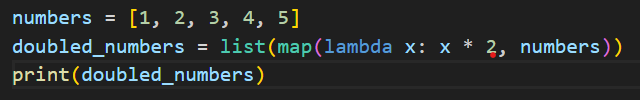 numbers = [1, 2, 3, 4, 5]
doubled_numbers = list(map(lambda x: x * 2, numbers))
print(doubled_numbers)